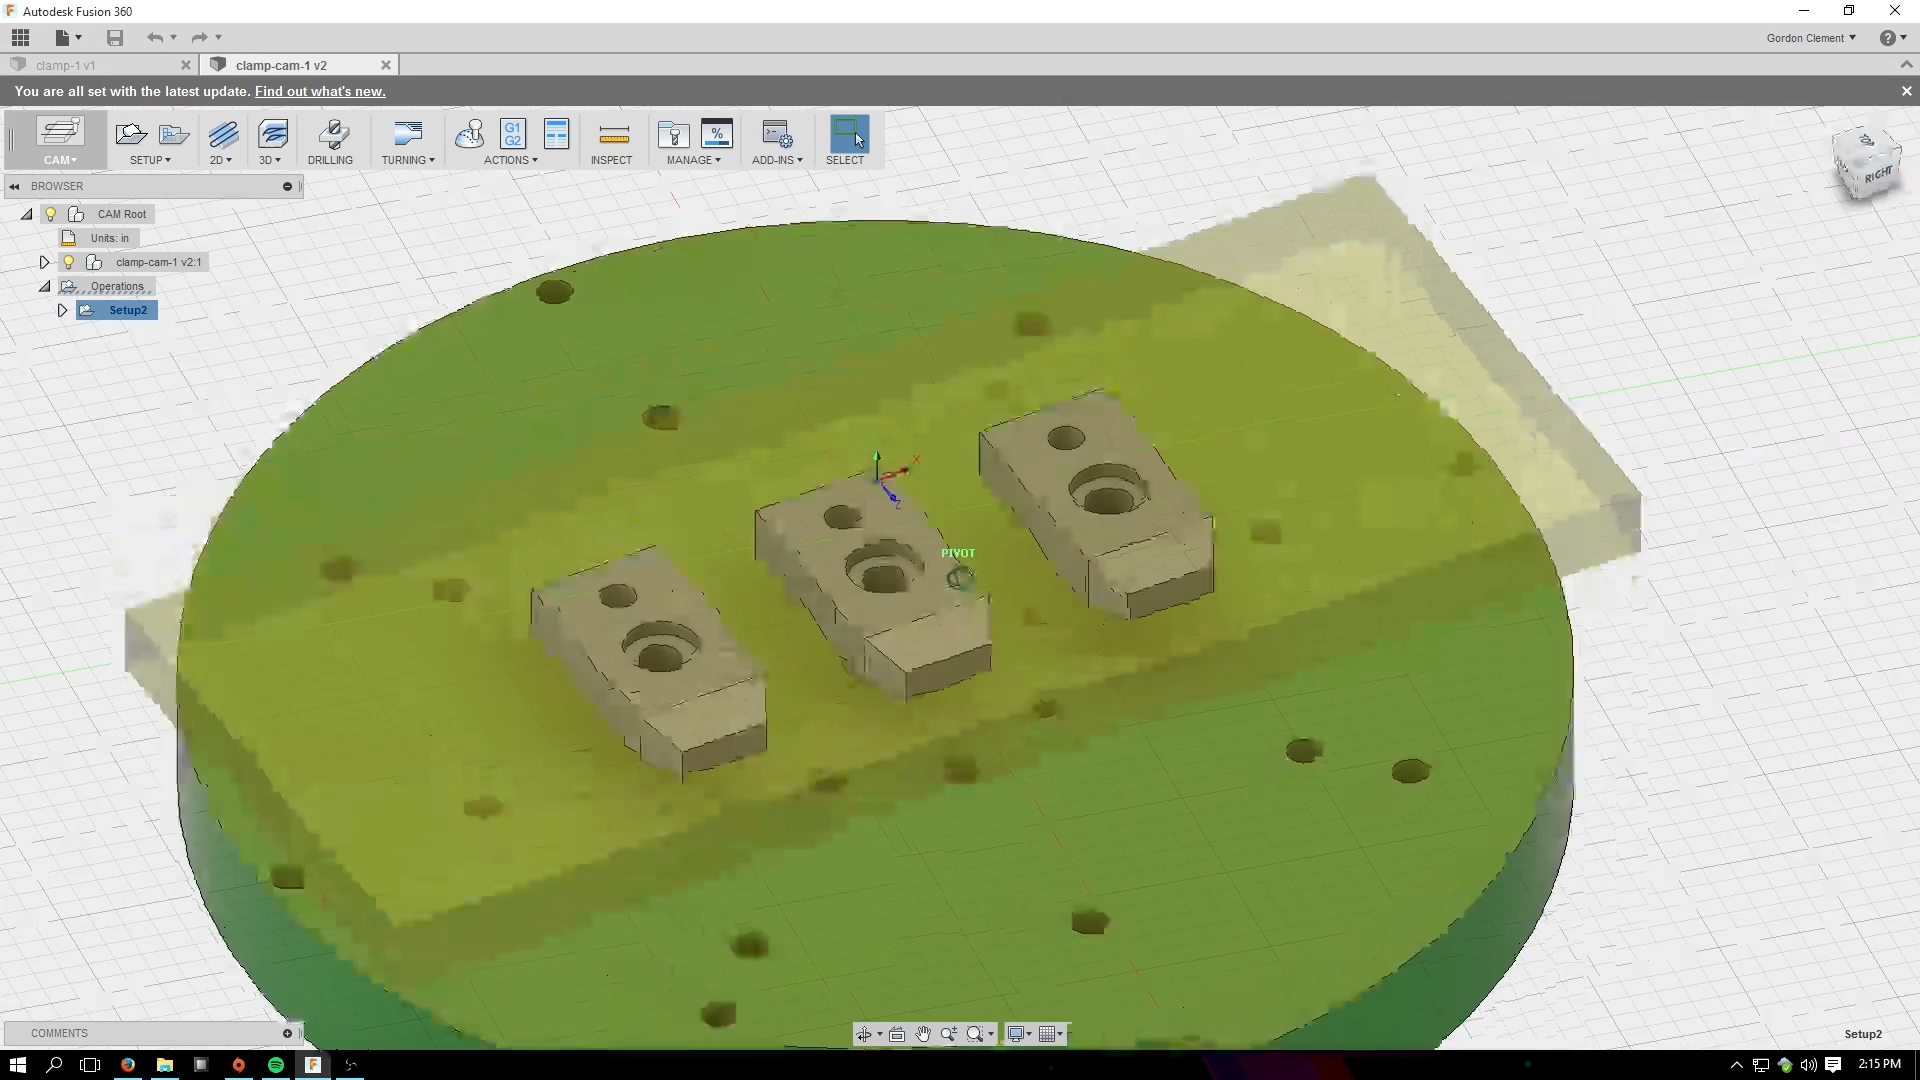 Autodesk Fusion 360
Gordon Clement
clamp-1 v1
clamp-cam-1 v2
You are all set with the latest update. Find out what's new.
CAM
SETUP
2D
3D
DRILLING
TURNING
G1
G2
ACTIONS
INSPECT
%
MANAGE
ADD-INS
SELECT
BROWSER
CAM Root
Units: in
clamp-cam-1 v2:1
Operations
Setup2
RIGHT
X
Z
PIVOT
COMMENTS
Setup2
2:15 PM